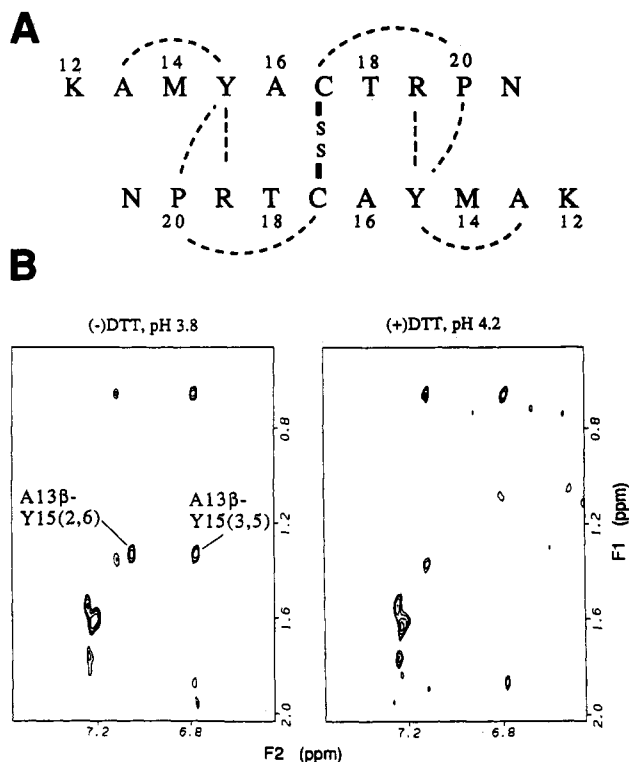 A
12 14 16 18 20
K A M Y A C T R P N
S
S
N P R T C A Y M A K
20 18 16 14 12
B
(-)DTT, pH 3.8
(+)DTT, pH 4.2
A13β-
Y15(2,6)
A13β-
Y15(3,5)
0.8
1.2
1.6
2.0
F1 (ppm)
7.2 6.8
7.2 6.8
F2 (ppm)